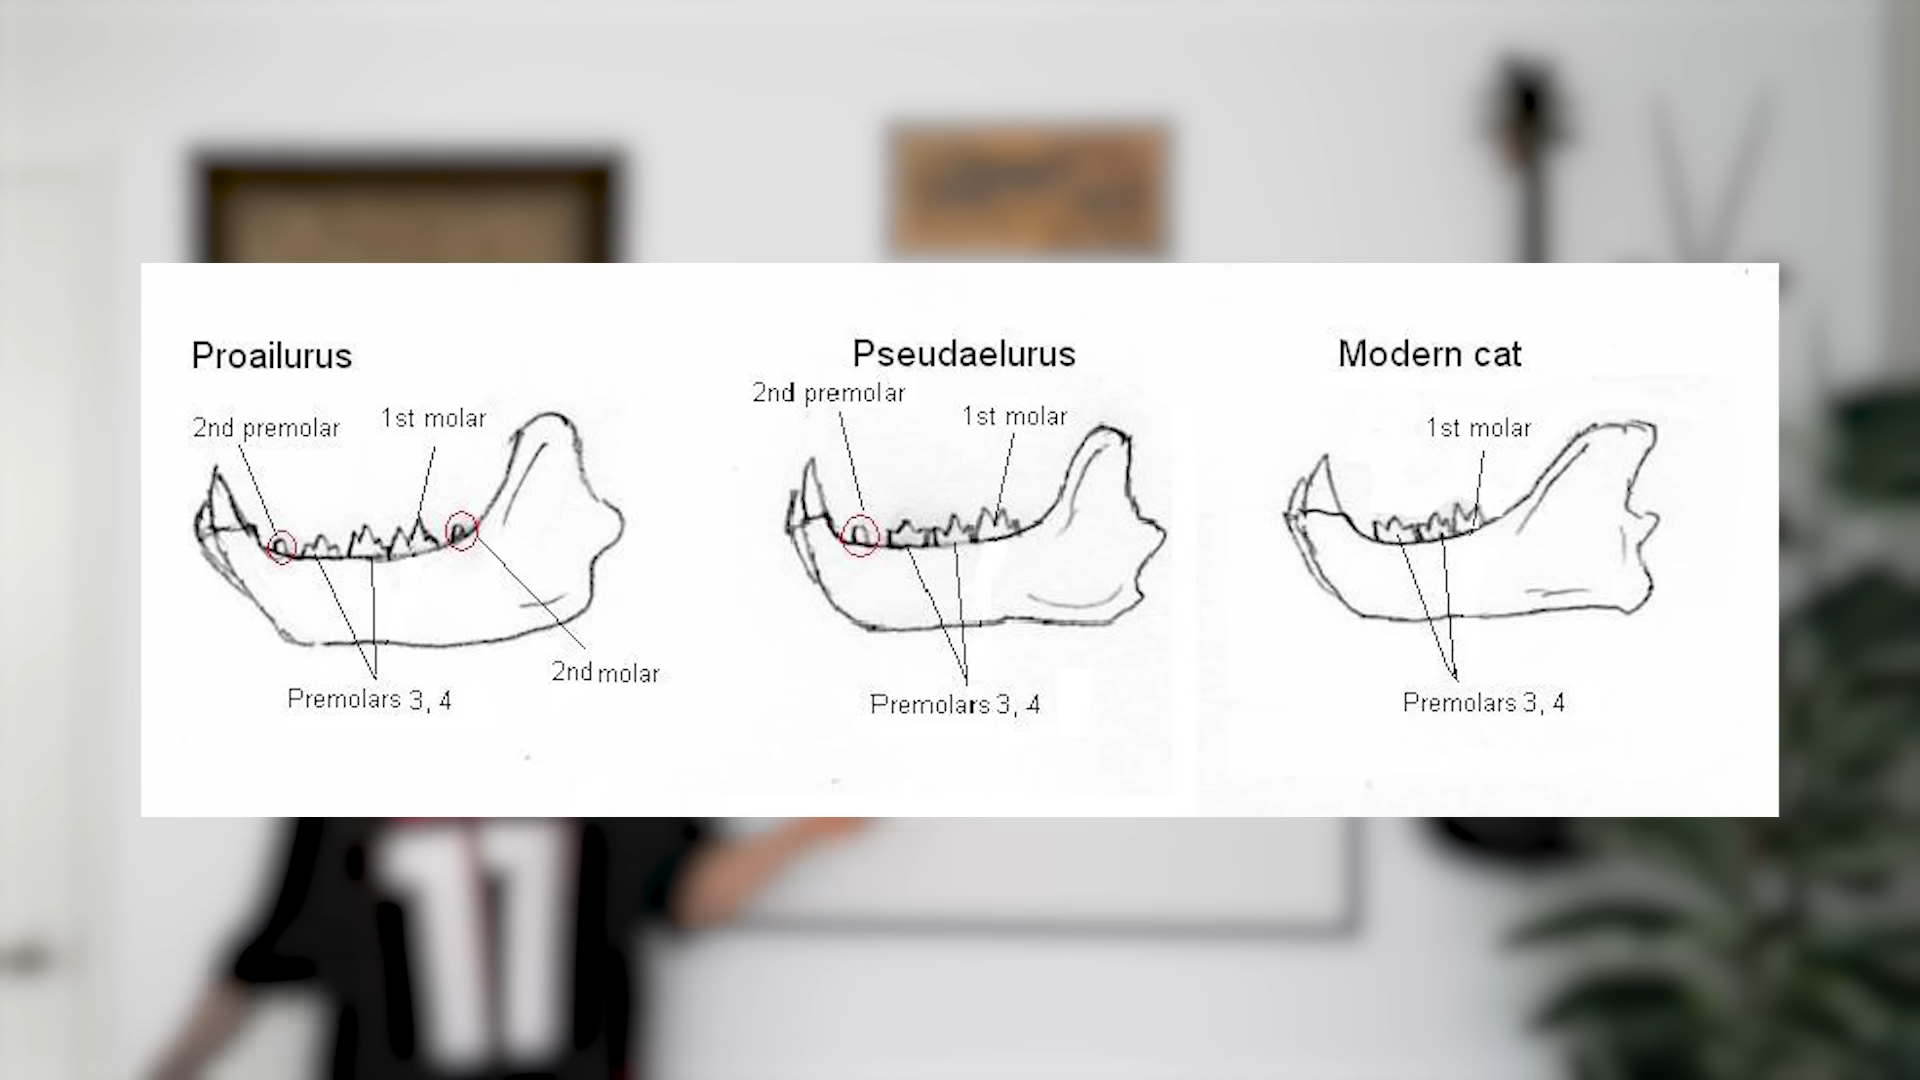 Proailurus
2nd premolar
1st molar
2nd molar
Premolars 3, 4
Pseudaelurus
2nd premolar
1st molar
Premolars 3, 4
Modern cat
1st molar
Premolars 3, 4
11